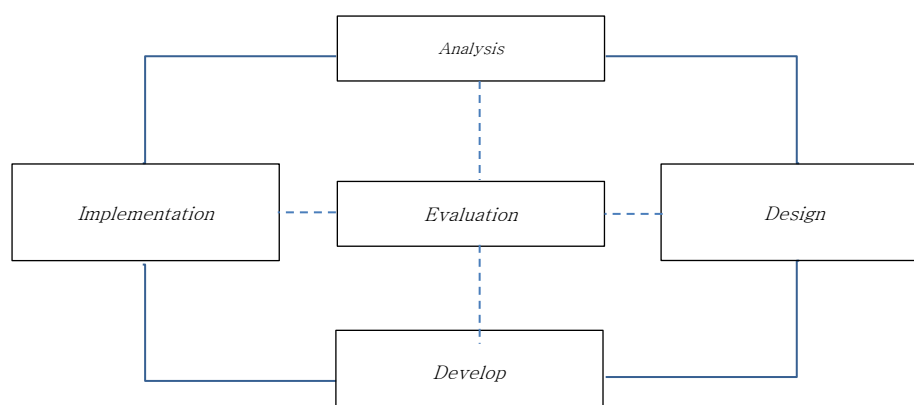 Analysis
Implementation
Evaluation
Design
Develop